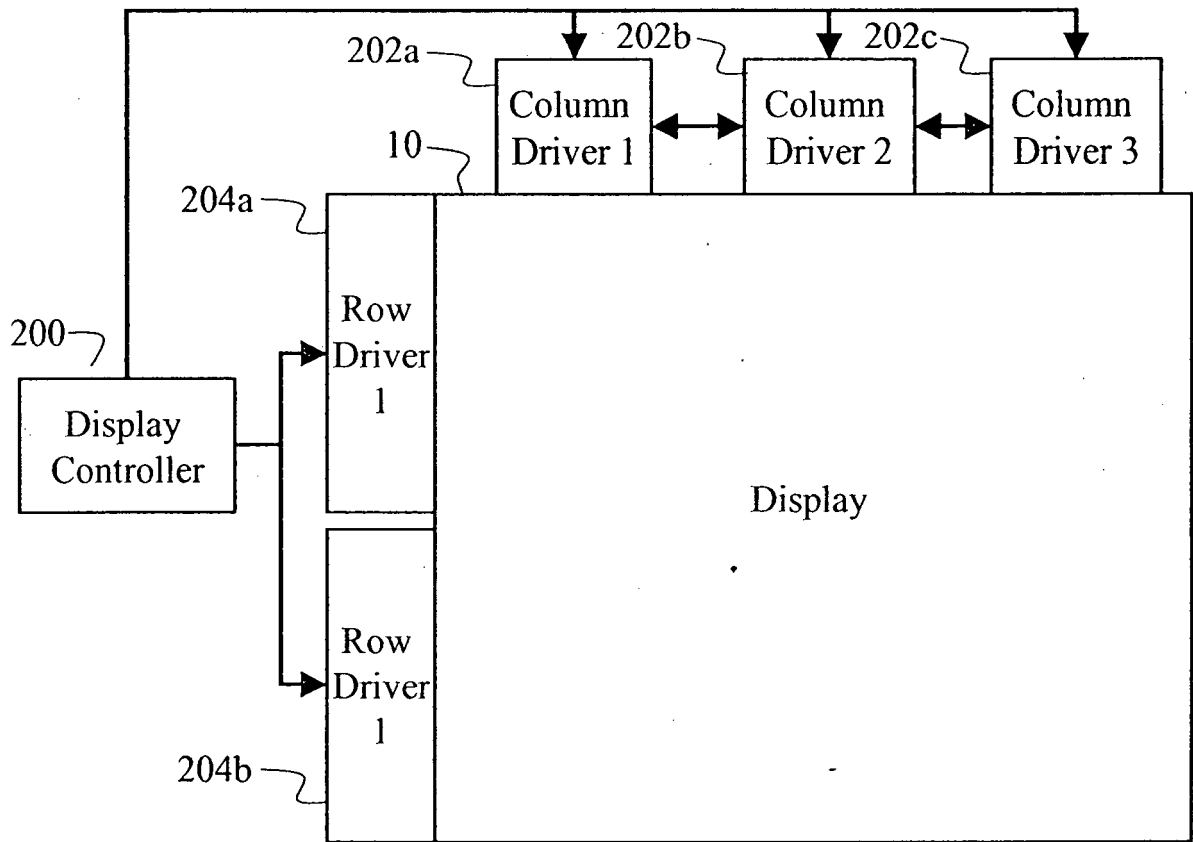 202a
202b
202c
Column
Driver 1
Column
Driver 2
Column
Driver 3
10
204a
Row
Driver
1
200
Display
Controller
Display
Row
Driver
1
204b